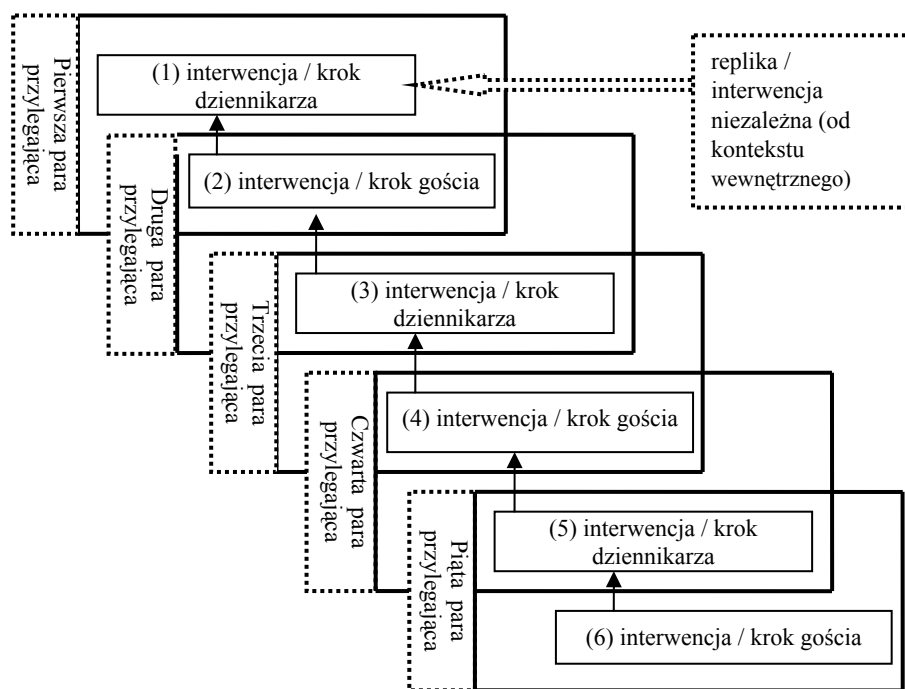 Pierwsza para
przylegająca
(1) interwencja / krok
dziennikarza
replika /
interwencja
niezależna (od
kontekstu
wewnętrznego)
Druga para
przylegająca
(2) interwencja / krok gościa
Trzecia para
przylegająca
(3) interwencja / krok
dziennikarza
Czwarta para
przylegająca
(4) interwencja / krok gościa
Piąta para
przylegająca
(5) interwencja / krok
dziennikarza
(6) interwencja / krok gościa